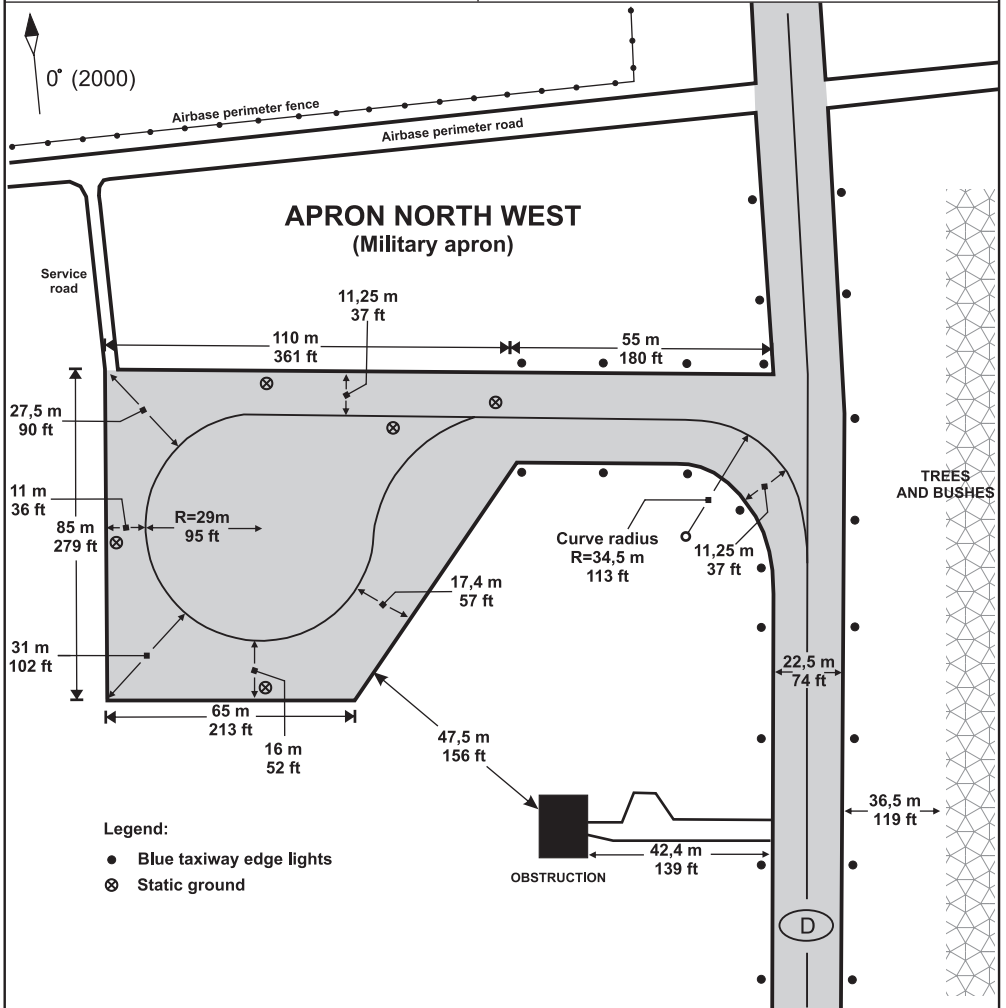 0° (2000)
Airbase perimeter fence
Airbase perimeter road
APRON NORTH WEST
(Military apron)
Service
road
11,25 m
37 ft
110 m
361 ft
55 m
180 ft
27,5 m
90 ft
TREES
AND BUSHES
11 m
36 ft
R=29m
95 ft
85 m
279 ft
Curve radius
R=34,5 m
113 ft
11,25 m
37 ft
17,4 m
57 ft
31 m
102 ft
22,5 m
74 ft
65 m
213 ft
16 m
52 ft
47,5 m
156 ft
36,5 m
119 ft
Legend:
Blue taxiway edge lights
Static ground
42,4 m
139 ft
OBSTRUCTION
D